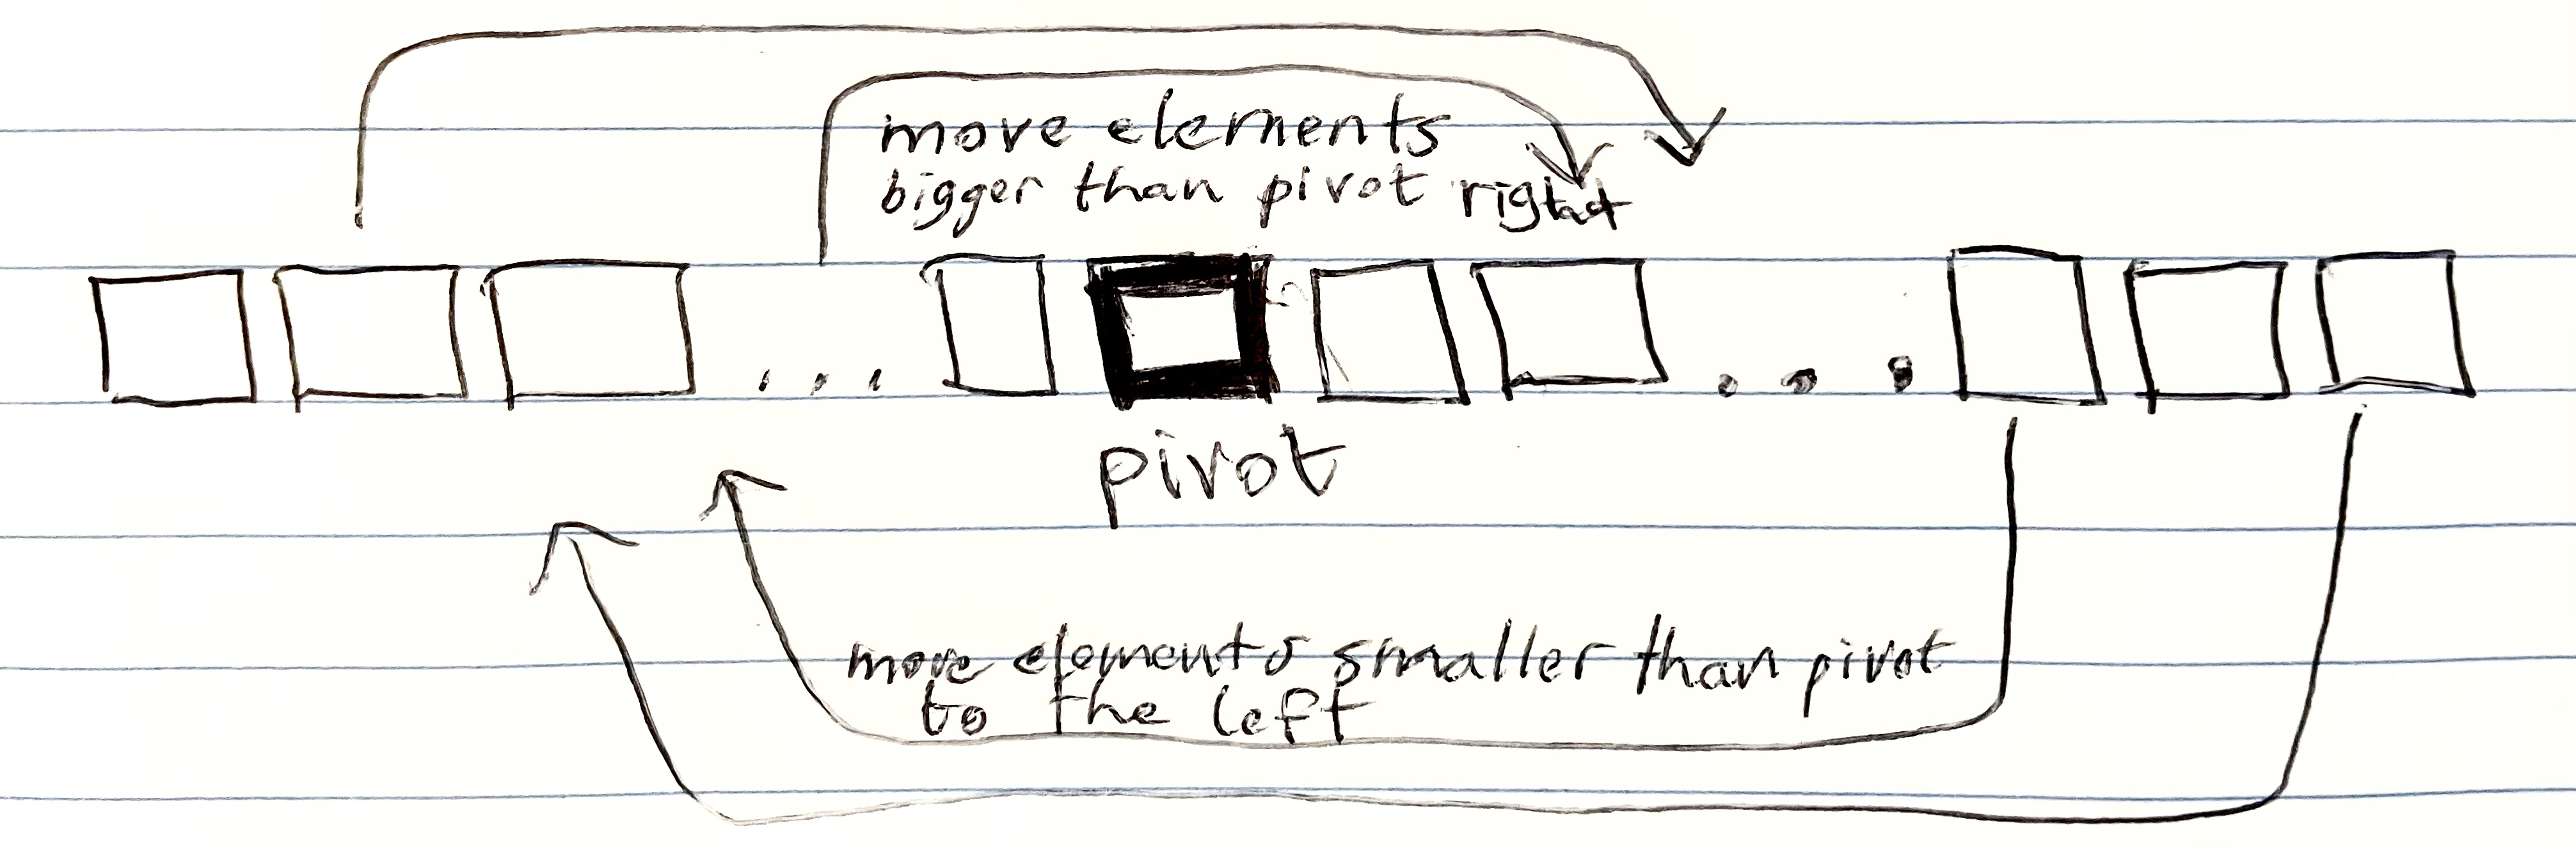 move elements
bigger than pivot right
pivot
move elements smaller than pivot
to the left